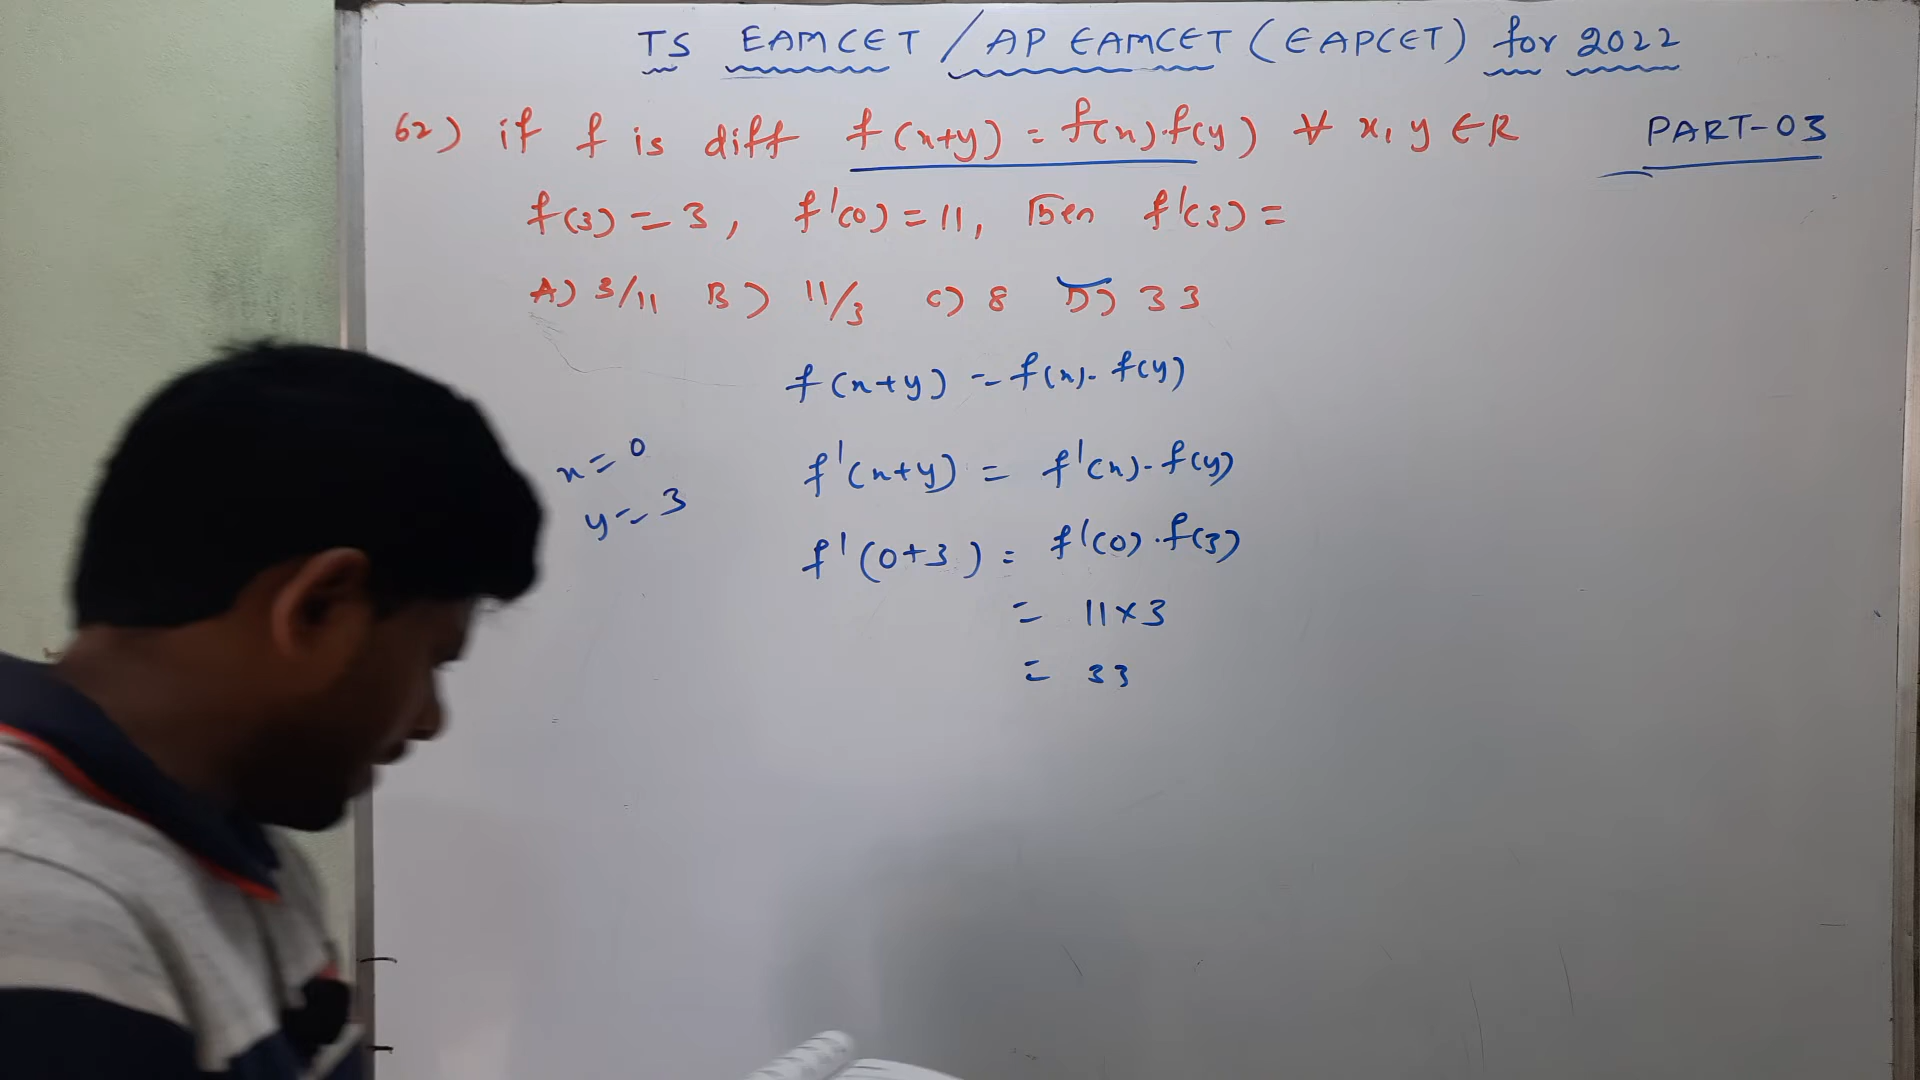 TS EAMCET / AP EAMCET (EAPCET) for 2022
PART-03
62) if f is diff f(x+y) = f(x).f(y) ∀ x, y ∈ R
f(3) = 3, f'(0) = 11, Then f'(3) =
A) 3/11 B) 11/3 C) 8 D) 33
f(x+y) = f(x). f(y)
x = 0
y = 3
f'(x+y) = f'(x). f(y)
f'(0+3) = f'(0).f(3)
= 11×3
= 33